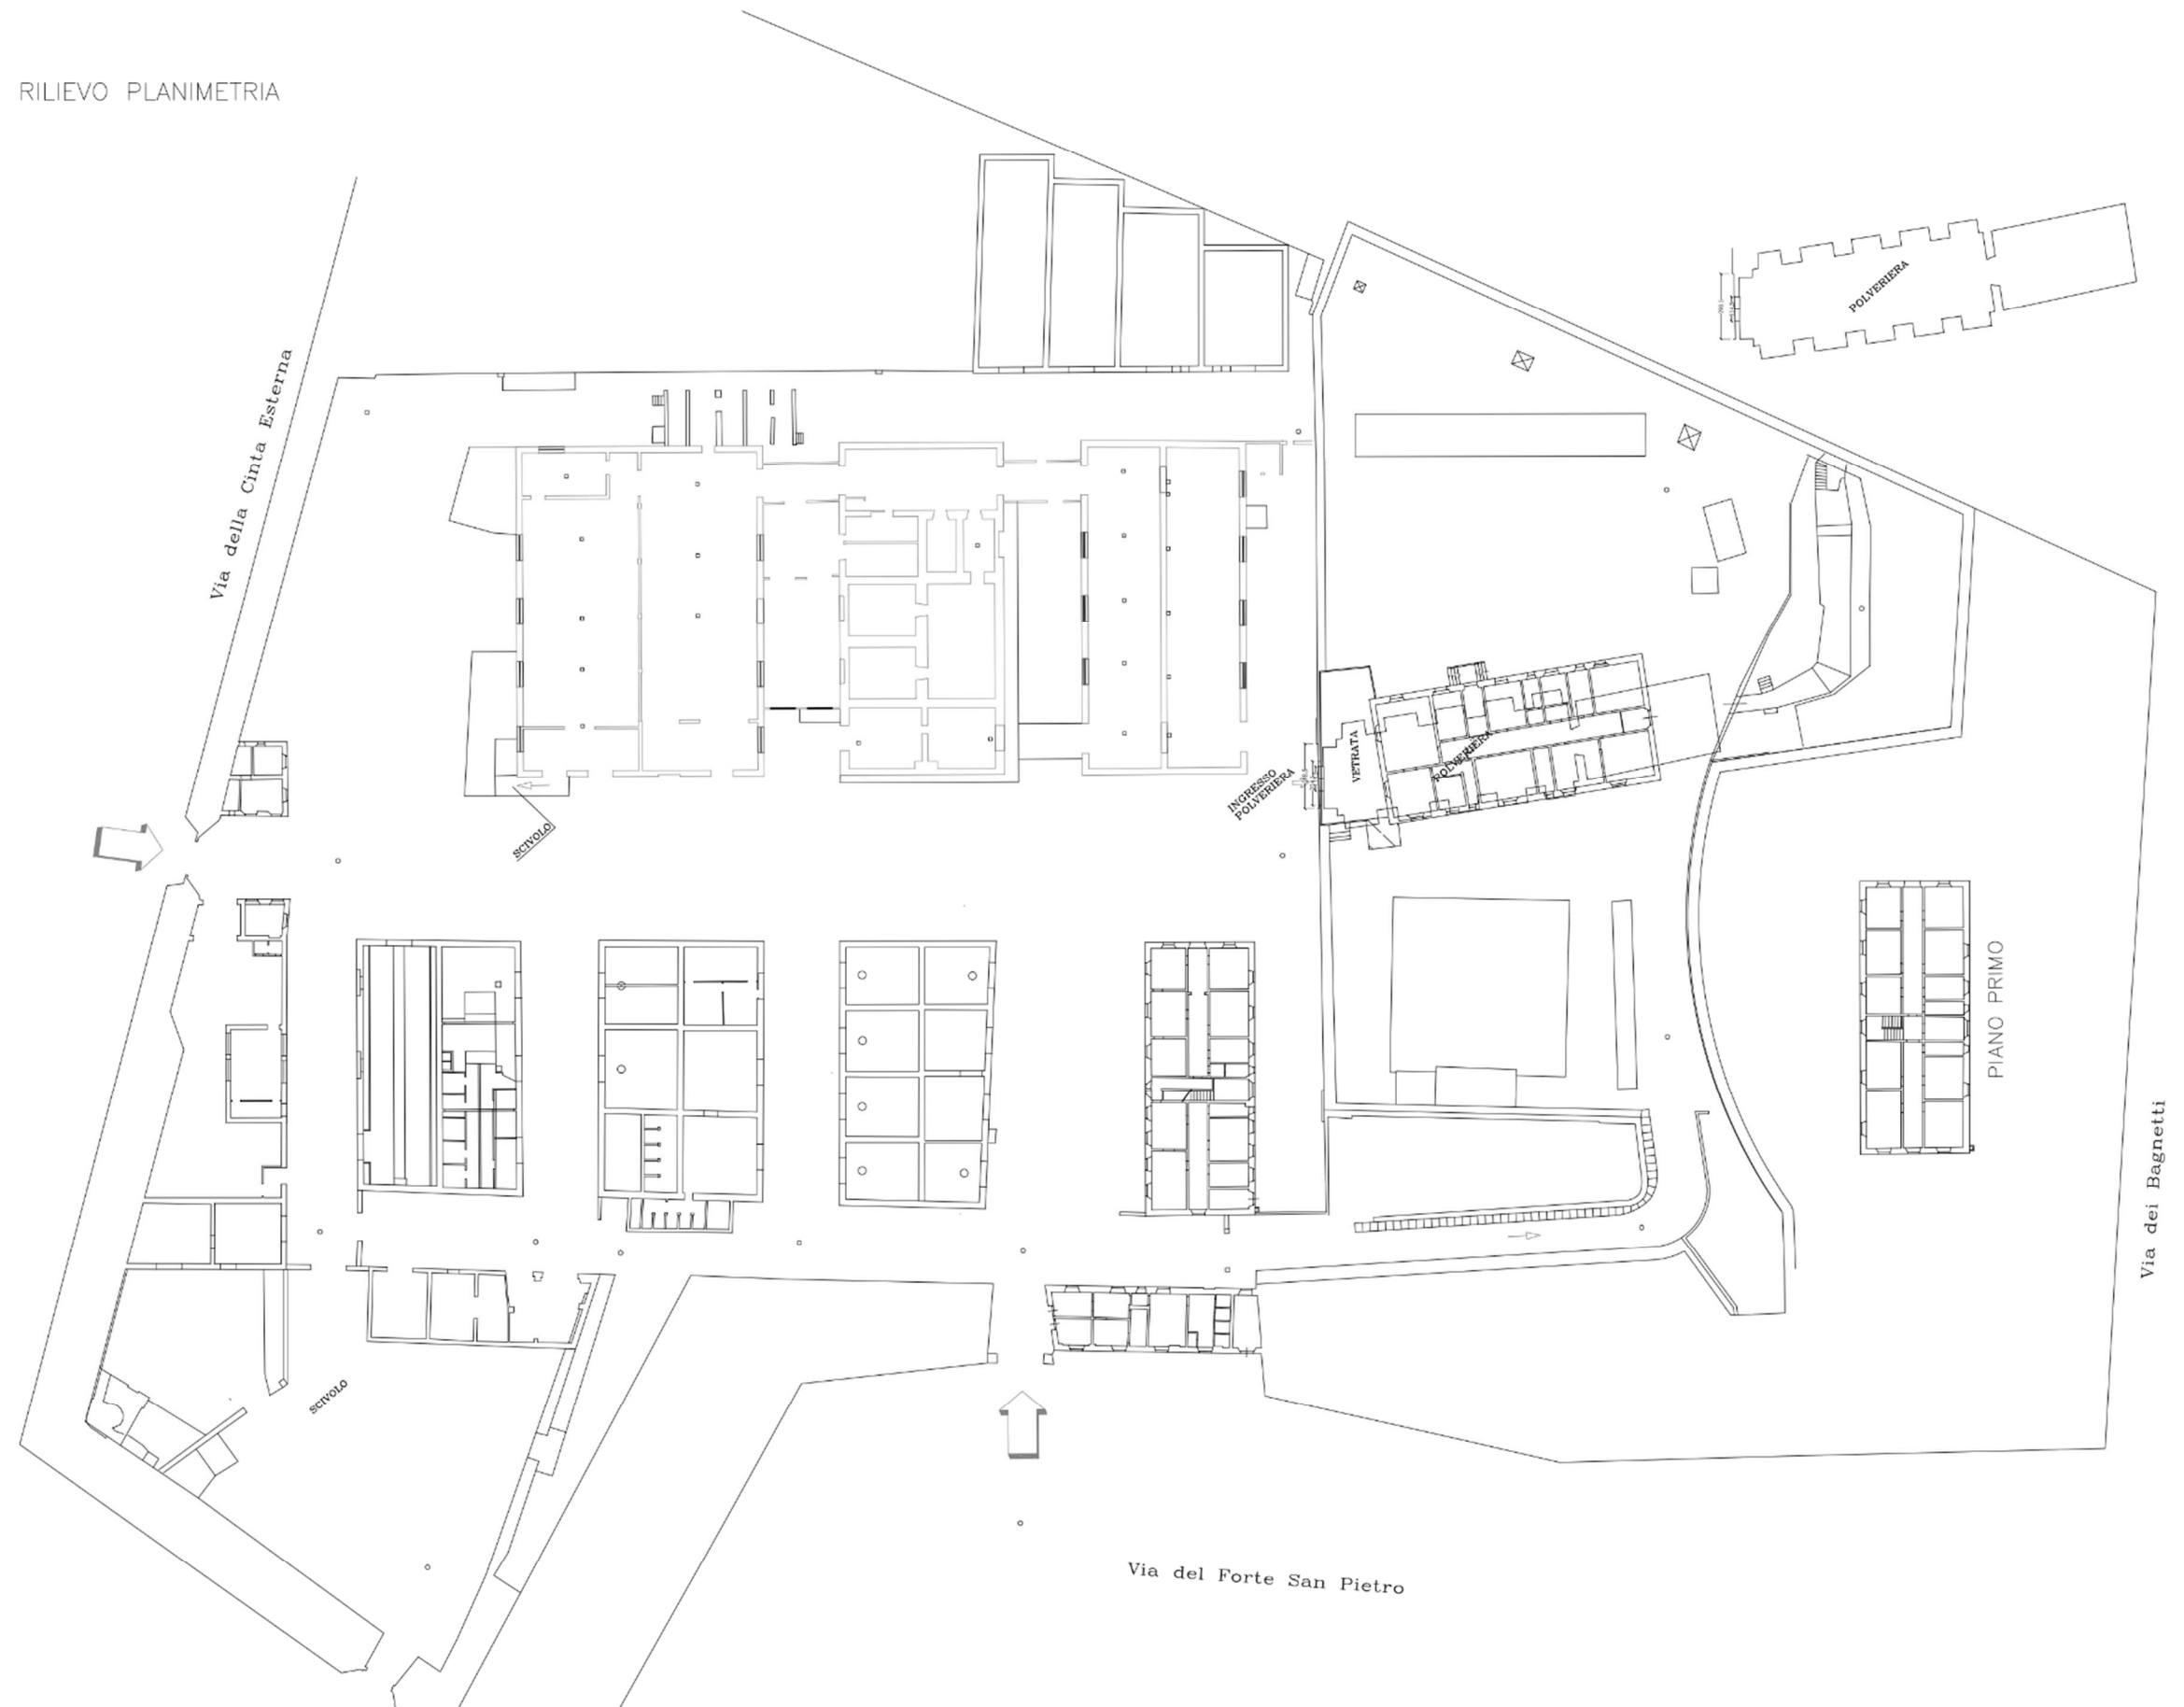 RILIEVO PLANIMETRIA
Via della Cinta Esterna
POLVERIERA
SCIVOLO
INGRESSO
POLVERIERA
VETRATA
POLVERIERA
PIANO PRIMO
Via dei Bagnetti
SCIVOLO
Via del Forte San Pietro